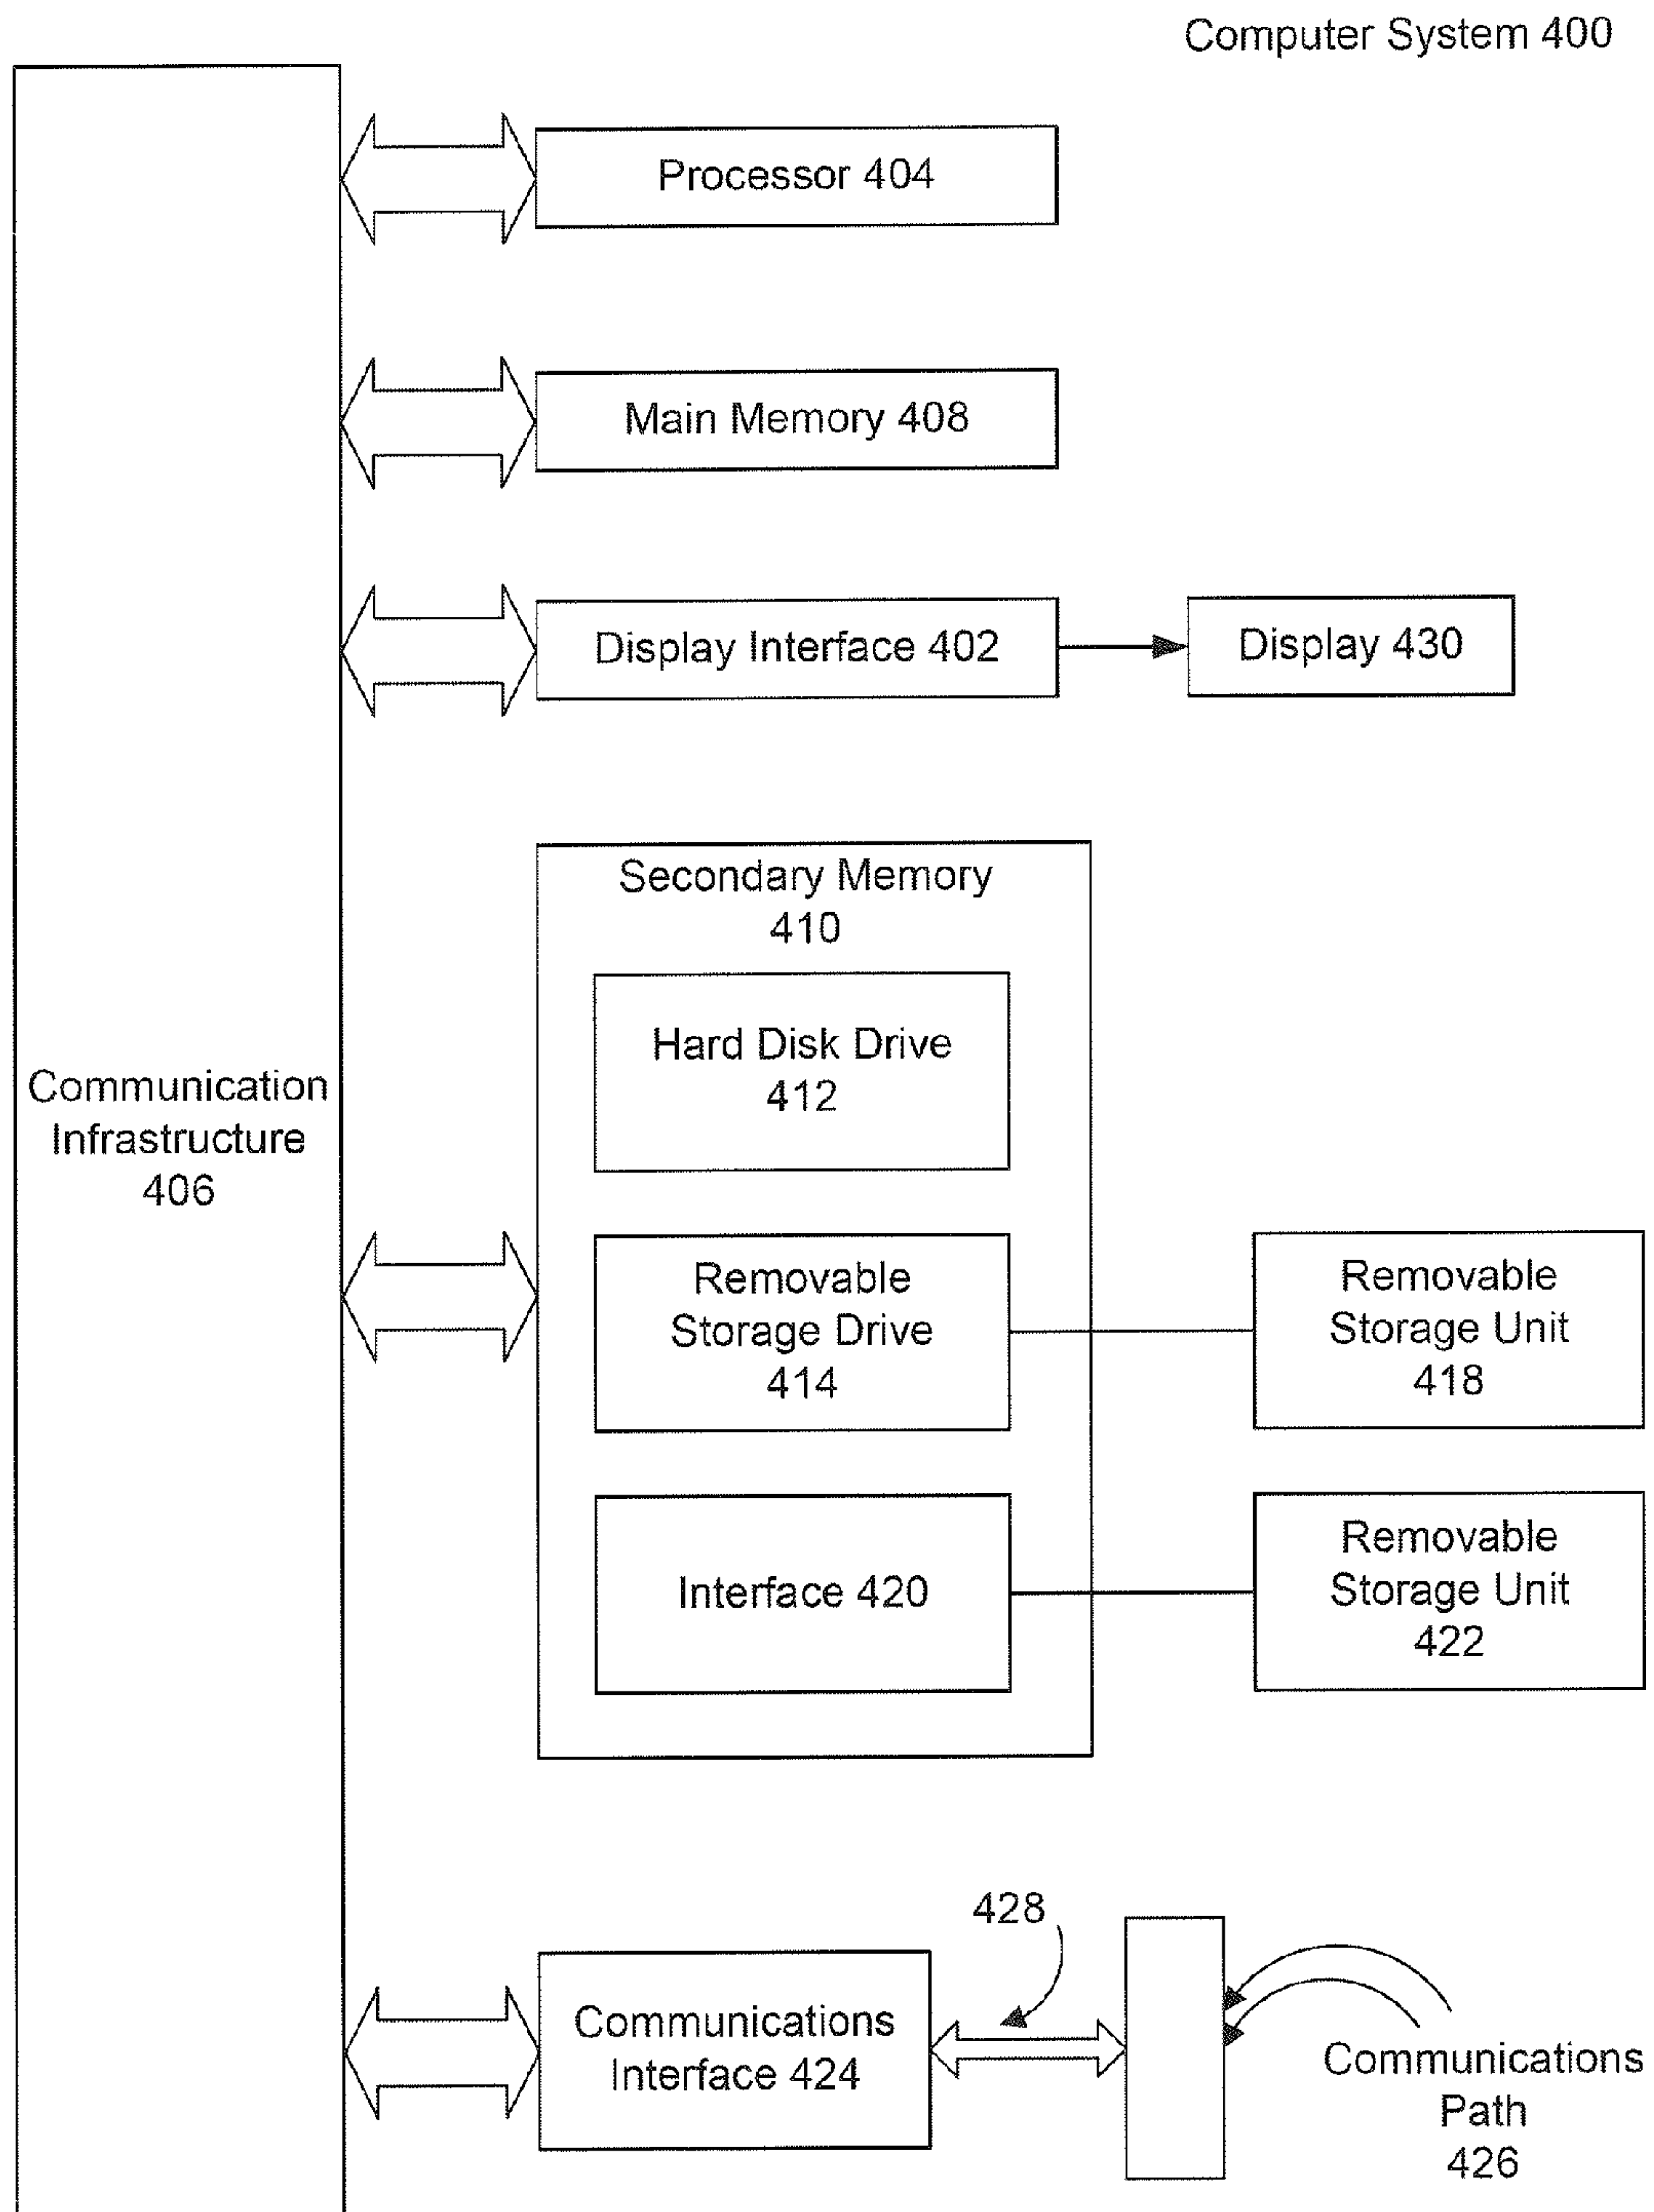 Computer System 400
Processor 404
Main Memory 408
Display Interface 402
Display 430
Secondary Memory
410
Hard Disk Drive
412
Communication
Infrastructure
406
Removable
Storage Drive
414
Removable
Storage Unit
418
Interface 420
Removable
Storage Unit
422
428
Communications
Interface 424
Communications
Path
426